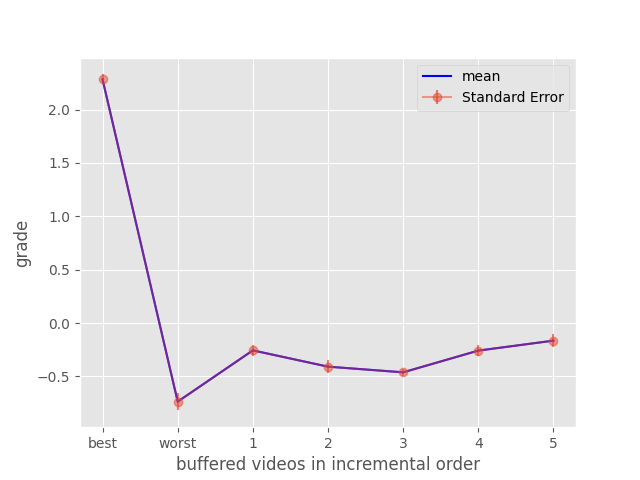 mean
Standard Error
2.0
1.5
1.0
0.5
0.0
−0.5
grade
best worst 1 2 3 4 5
buffered videos in incremental order